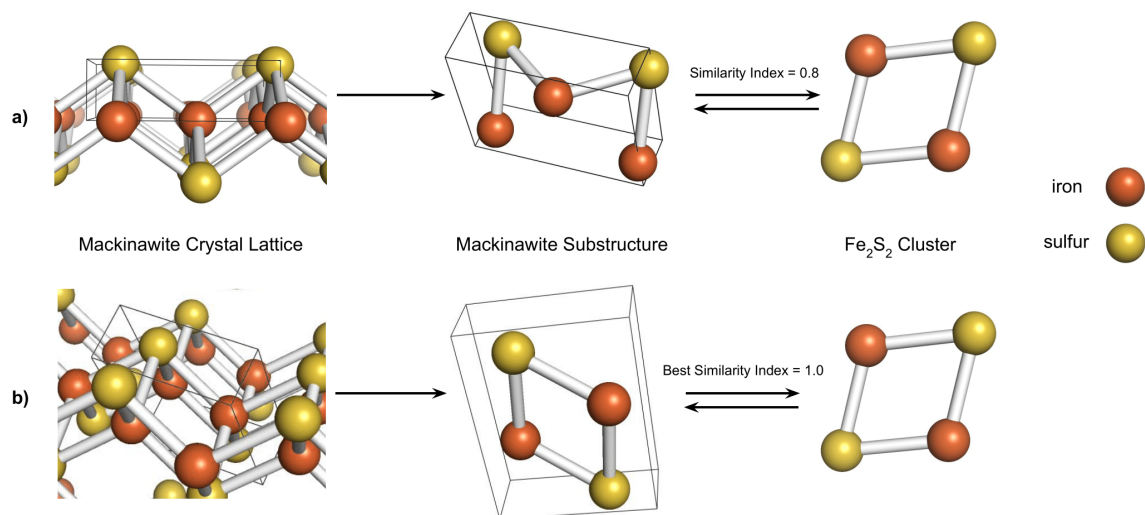 Similarity Index = 0.8
a)
iron
Mackinawite Crystal Lattice
Mackinawite Substructure
Fe₂S₂ Cluster
sulfur
Best Similarity Index = 1.0
b)